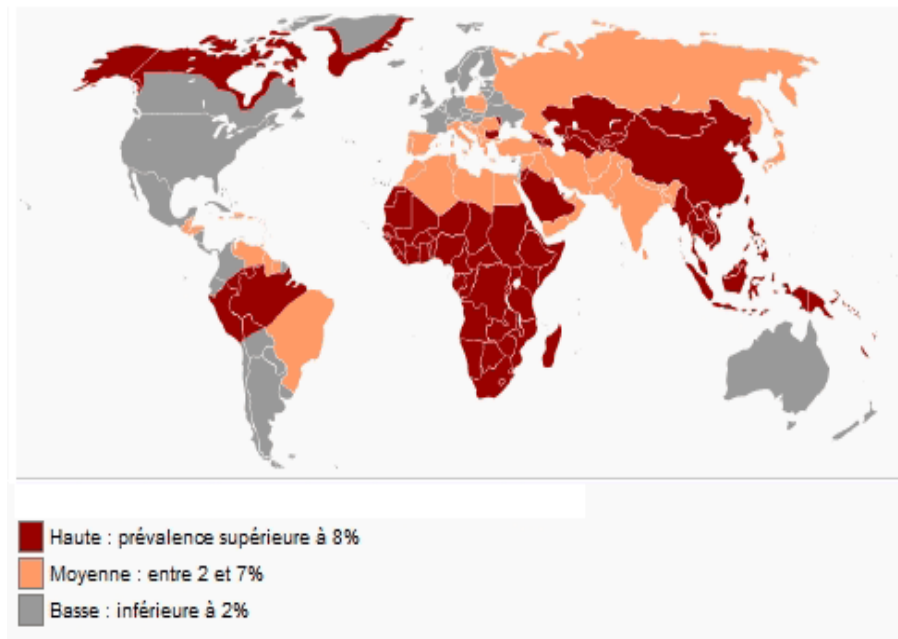 Haute : prévalence supérieure à 8%
Moyenne : entre 2 et 7%
Basse : inférieure à 2%